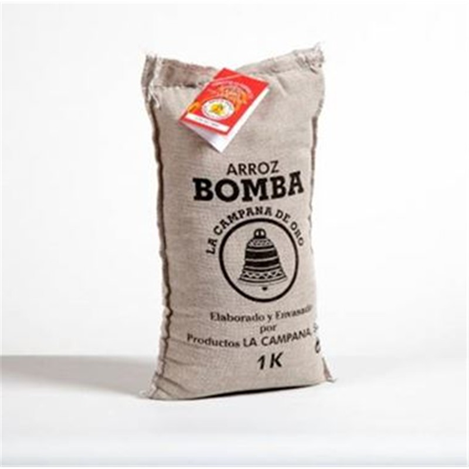 ARROZ
BOMBA
LA CAMPANA DE ORO
Elaborado y Envasado
por
Productos LA CAMPANA,
1K